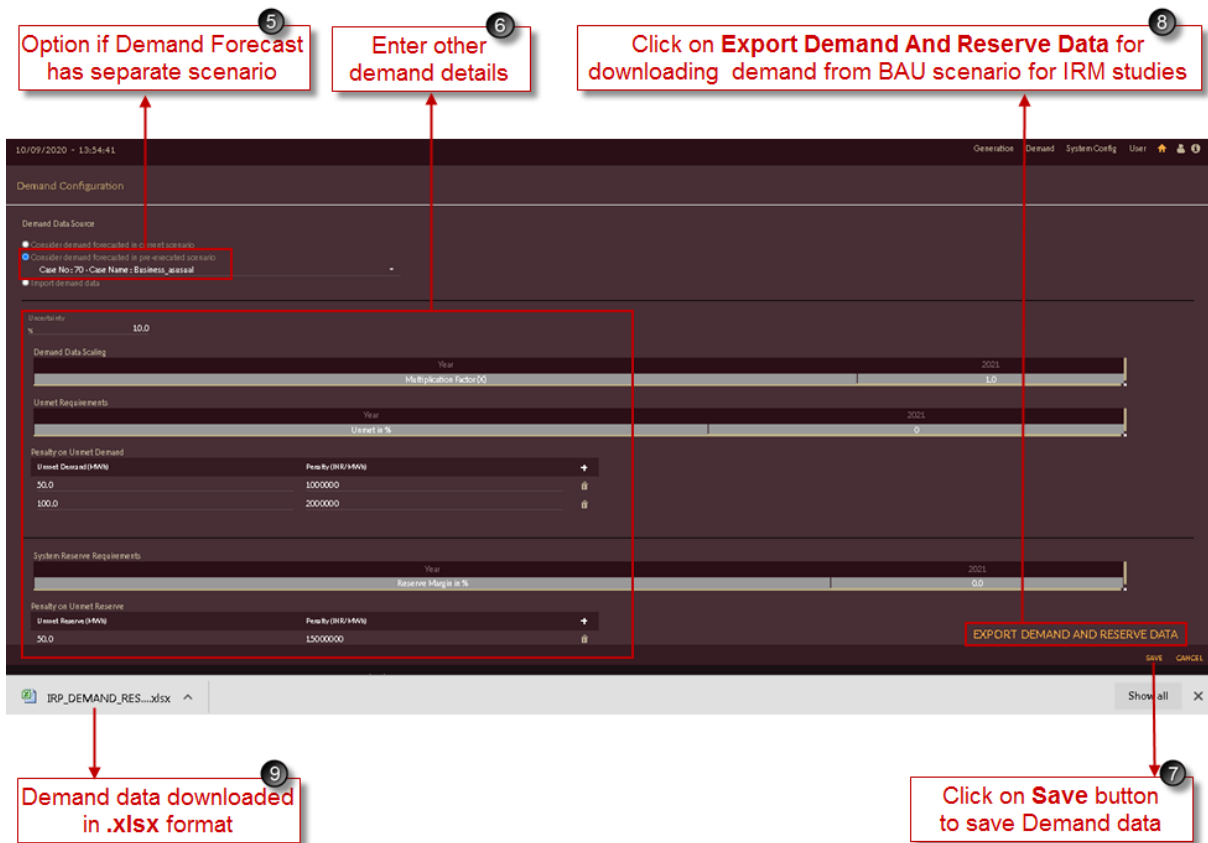 5
Option if Demand Forecast
has separate scenario
6
Enter other
demand details
8
Click on Export Demand And Reserve Data for
downloading demand from BAU scenario for IRM studies
10/09/2020 - 13:54:41
Generation Demand System Config User
Demand Configuration
Demand Data Source
Consider demand forecasted in current scenario
Consider demand forecasted in pre-executed scenario
Case No : 70 - Case Name : Business_asusual
Import demand data
Uncertainty
% 10.0
Demand Data Scaling
Year 2021
Multiplication Factor (X) 1.0
Unmet Requirements
Year 2021
Unmet in % 0
Penalty on Unmet Demand
Unmet Demand (MWh) Penalty (INR/MWh) +
50.0 1000000
100.0 2000000
System Reserve Requirements
Year 2021
Reserve Margin in % 0.0
Penalty on Unmet Reserve
Unmet Reserve (MWh) Penalty (INR/MWh) +
50.0 15000000
EXPORT DEMAND AND RESERVE DATA
SAVE CANCEL
IRP_DEMAND_RES....xlsx
Show all
9
Demand data downloaded
in .xlsx format
7
Click on Save button
to save Demand data